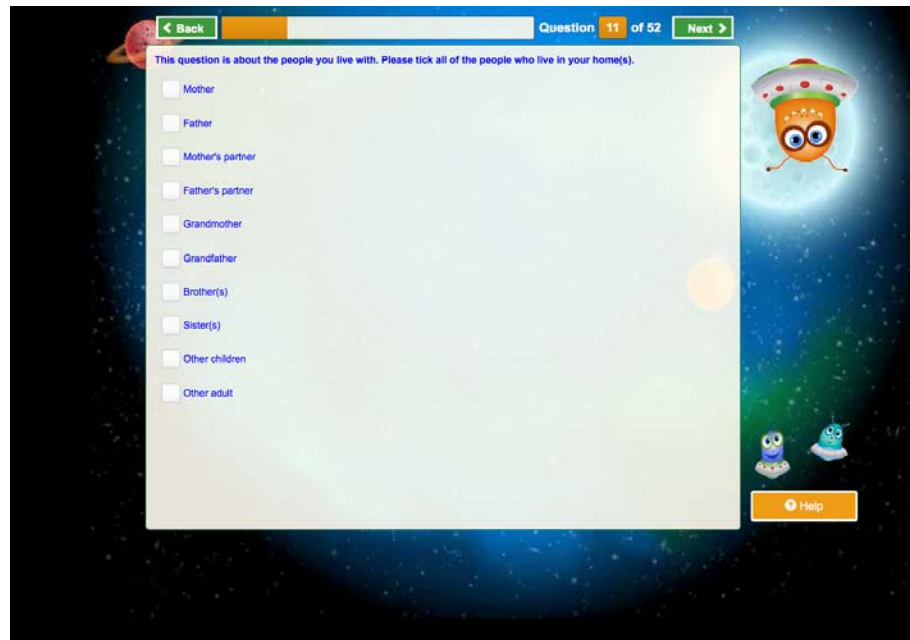 Back Question 11 of 52 Next
This question is about the people you live with. Please tick all of the people who live in your home(s).
Mother
Father
Mother's partner
Father's partner
Grandmother
Grandfather
Brother(s)
Sister(s)
Other children
Other adult
Help